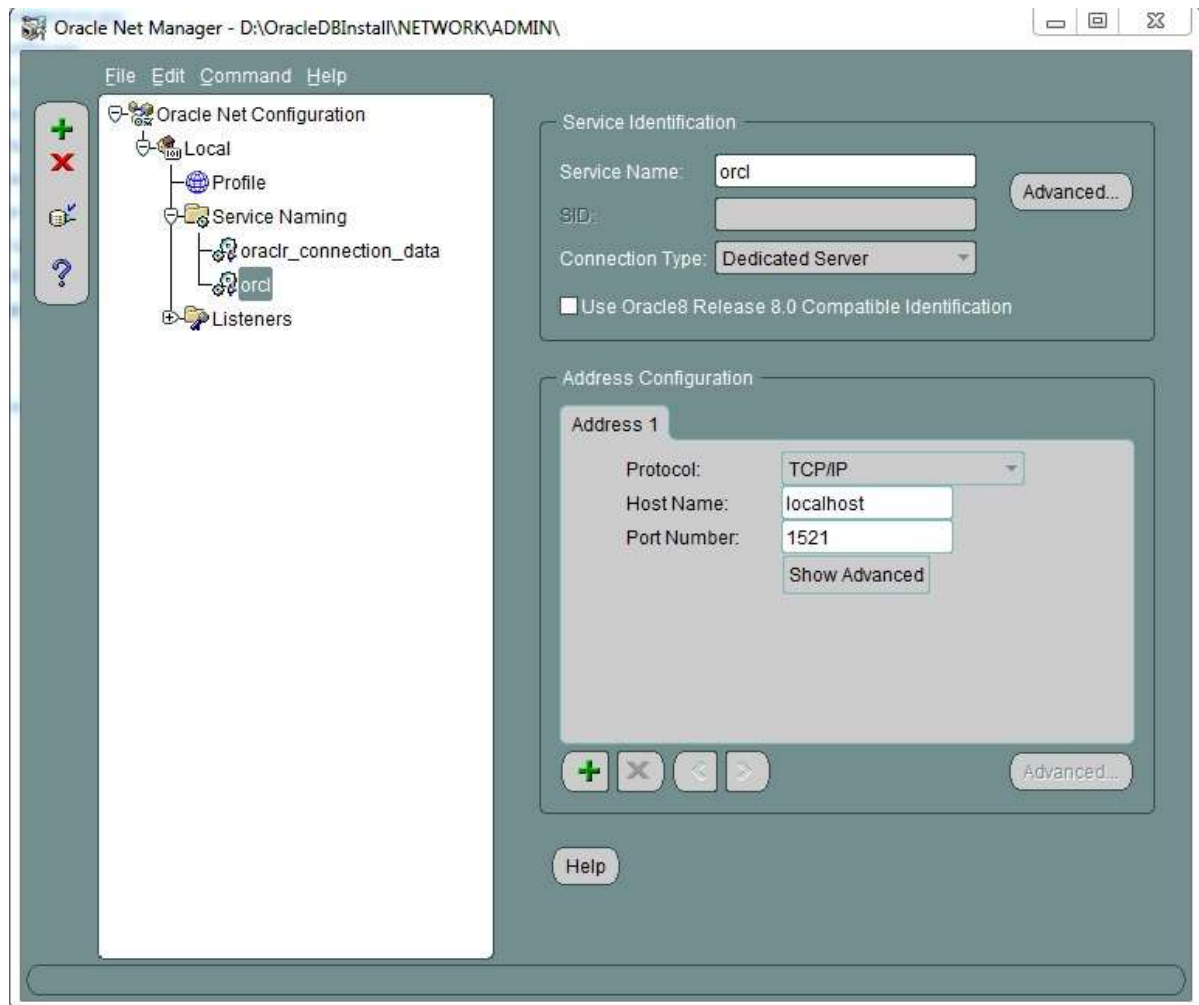 Oracle Net Manager - D:\OracleDBInstall\NETWORK\ADMIN\
File Edit Command Help
Oracle Net Configuration
Local
Profile
Service Naming
oraclr_connection_data
orcl
Listeners
Service Identification
Service Name: orcl
Advanced...
SID:
Connection Type: Dedicated Server
Use Oracle8 Release 8.0 Compatible Identification
Address Configuration
Address 1
Protocol: TCP/IP
Host Name: localhost
Port Number: 1521
Show Advanced
Advanced...
Help